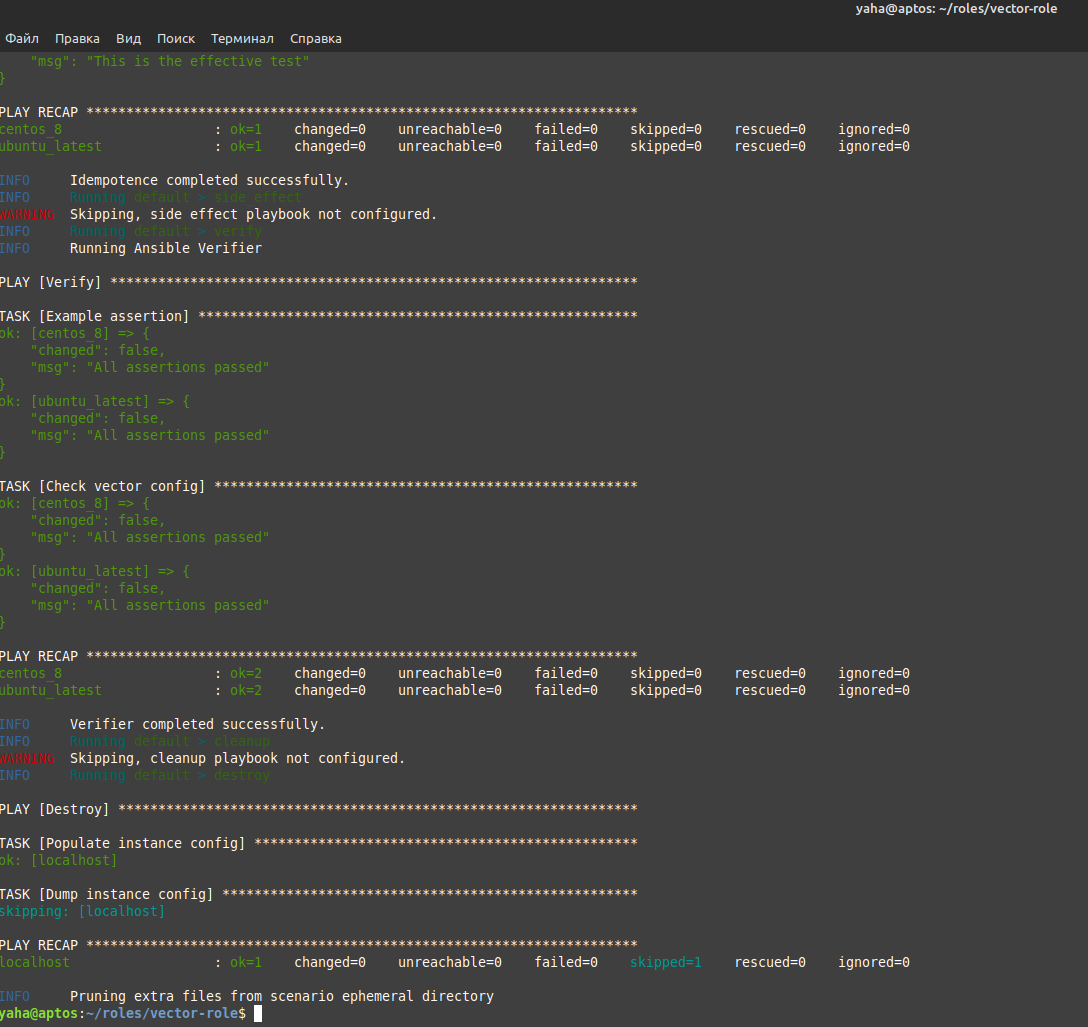 yaha@aptos: ~/roles/vector-role
Файл Правка Вид Поиск Терминал Справка
"msg": "This is the effective test"
}
PLAY RECAP *********************************************************************
centos_8 : ok=1 changed=0 unreachable=0 failed=0 skipped=0 rescued=0 ignored=0
ubuntu_latest : ok=1 changed=0 unreachable=0 failed=0 skipped=0 rescued=0 ignored=0
INFO Idempotence completed successfully.
INFO Running default > side effect
WARNING Skipping, side effect playbook not configured.
INFO Running default > verify
INFO Running Ansible Verifier
PLAY [Verify] ******************************************************************
TASK [Example assertion] *******************************************************
ok: [centos_8] => {
"changed": false,
"msg": "All assertions passed"
}
ok: [ubuntu_latest] => {
"changed": false,
"msg": "All assertions passed"
}
TASK [Check vector config] *****************************************************
ok: [centos_8] => {
"changed": false,
"msg": "All assertions passed"
}
ok: [ubuntu_latest] => {
"changed": false,
"msg": "All assertions passed"
}
PLAY RECAP *********************************************************************
centos_8 : ok=2 changed=0 unreachable=0 failed=0 skipped=0 rescued=0 ignored=0
ubuntu_latest : ok=2 changed=0 unreachable=0 failed=0 skipped=0 rescued=0 ignored=0
INFO Verifier completed successfully.
INFO Running default > cleanup
WARNING Skipping, cleanup playbook not configured.
INFO Running default > destroy
PLAY [Destroy] *****************************************************************
TASK [Populate instance config] ************************************************
ok: [localhost]
TASK [Dump instance config] ****************************************************
skipping: [localhost]
PLAY RECAP *********************************************************************
localhost : ok=1 changed=0 unreachable=0 failed=0 skipped=1 rescued=0 ignored=0
INFO Pruning extra files from scenario ephemeral directory
yaha@aptos:~/roles/vector-role$